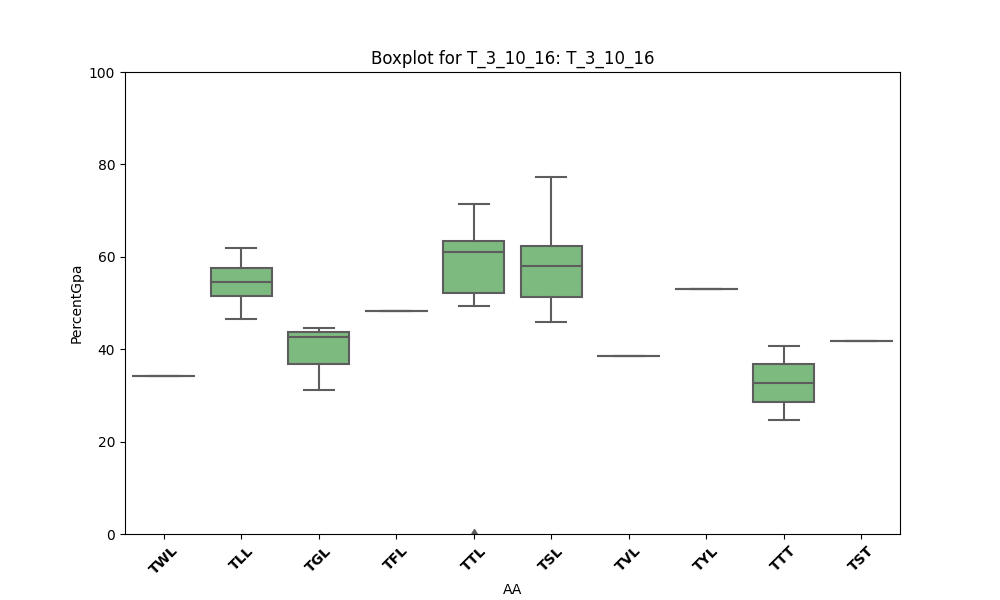 Boxplot for T_3_10_16: T_3_10_16
100
80
60
40
20
0
PercentGpa
TWL TLL TGL TFL TTL TSL TVL TYL TTT TST
AA